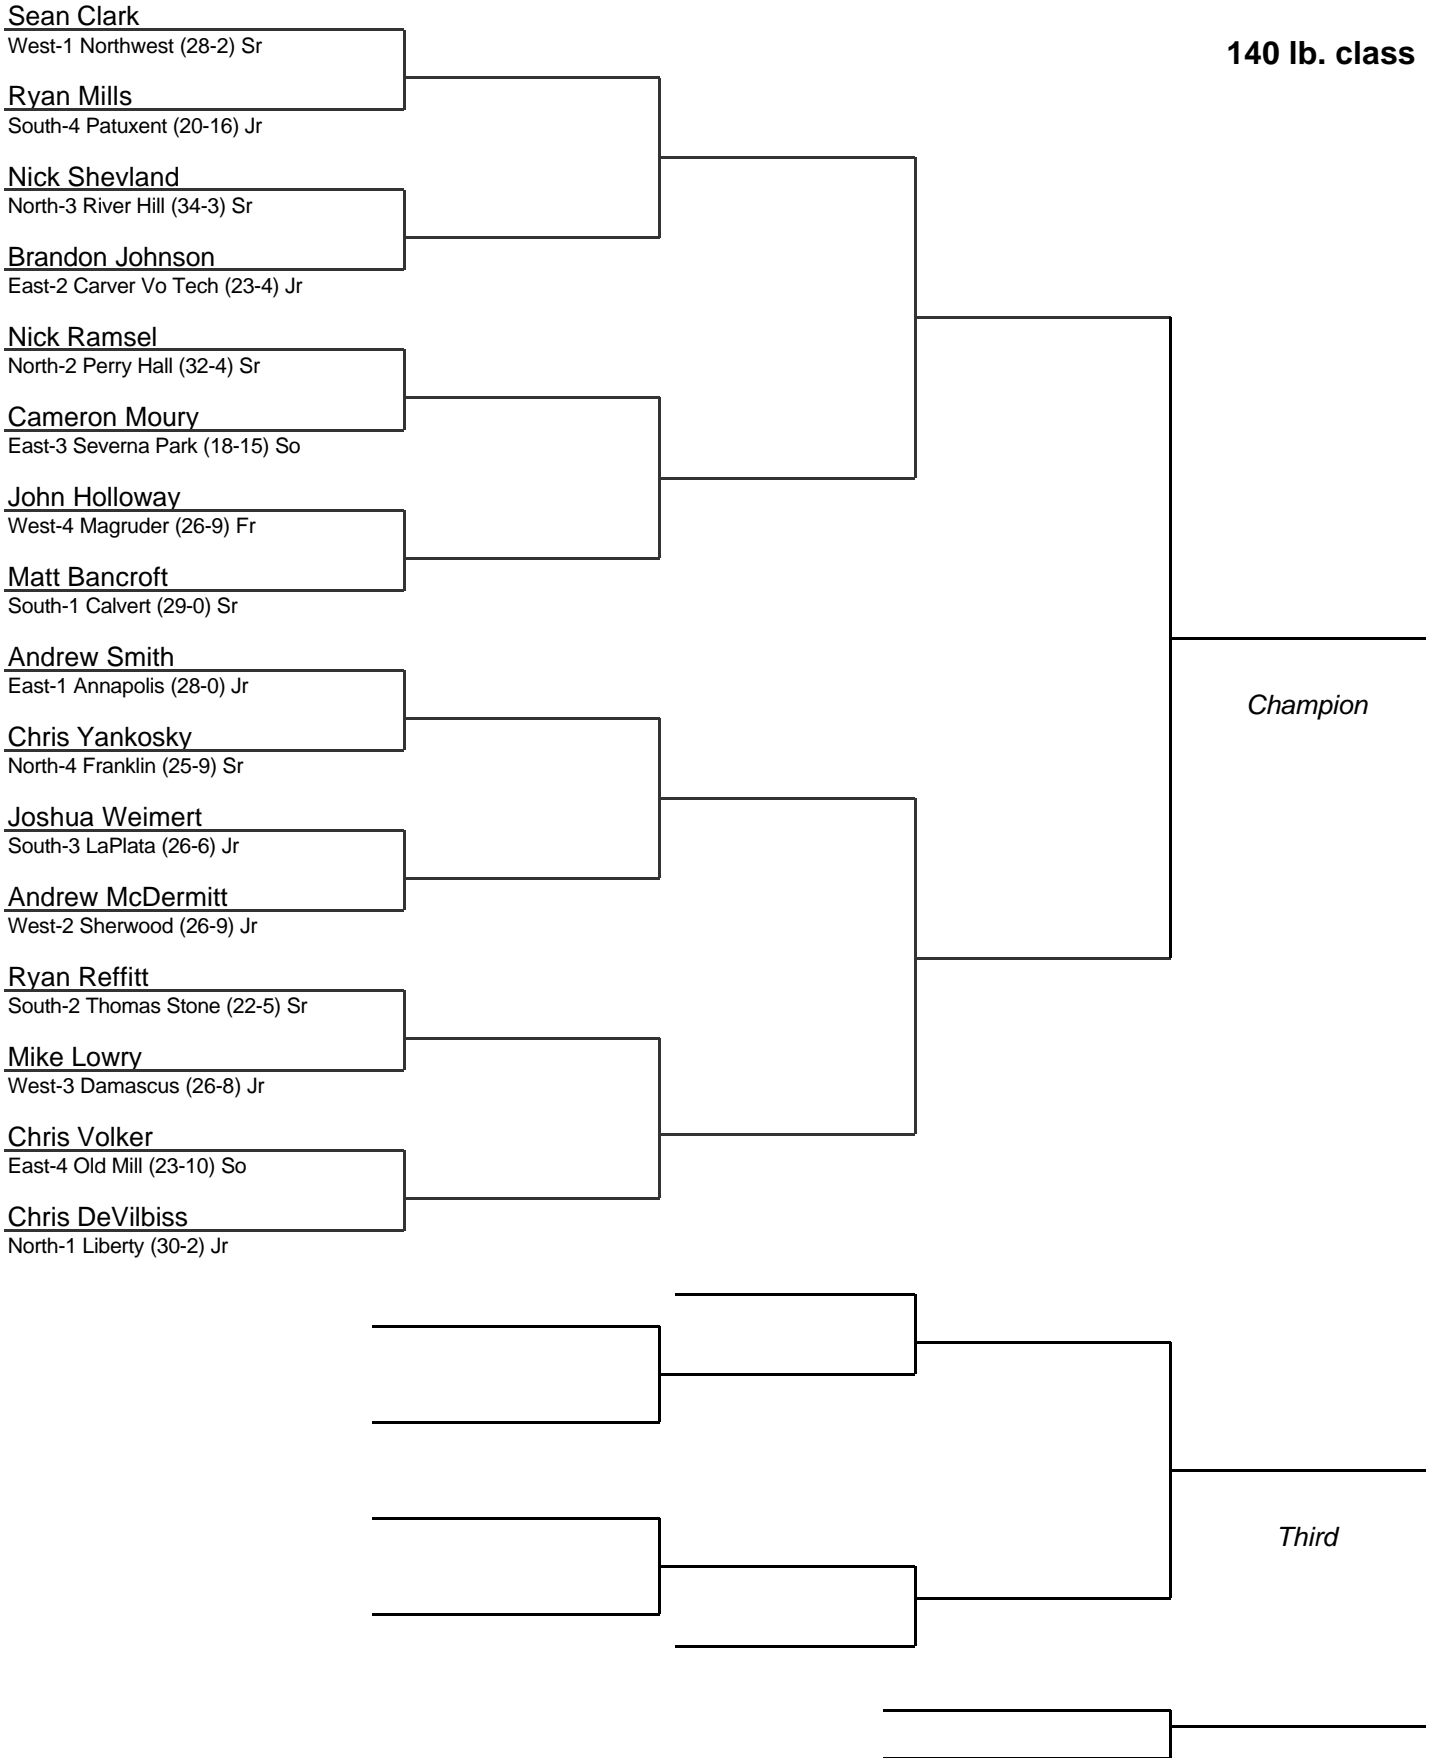 Sean Clark
West-1 Northwest (28-2) Sr
140 lb. class
Ryan Mills
South-4 Patuxent (20-16) Jr
Nick Shevland
North-3 River Hill (34-3) Sr
Brandon Johnson
East-2 Carver Vo Tech (23-4) Jr
Nick Ramsel
North-2 Perry Hall (32-4) Sr
Cameron Moury
East-3 Severna Park (18-15) So
John Holloway
West-4 Magruder (26-9) Fr
Matt Bancroft
South-1 Calvert (29-0) Sr
Andrew Smith
East-1 Annapolis (28-0) Jr
Champion
Chris Yankosky
North-4 Franklin (25-9) Sr
Joshua Weimert
South-3 LaPlata (26-6) Jr
Andrew McDermitt
West-2 Sherwood (26-9) Jr
Ryan Reffitt
South-2 Thomas Stone (22-5) Sr
Mike Lowry
West-3 Damascus (26-8) Jr
Chris Volker
East-4 Old Mill (23-10) So
Chris DeVilbiss
North-1 Liberty (30-2) Jr
Third